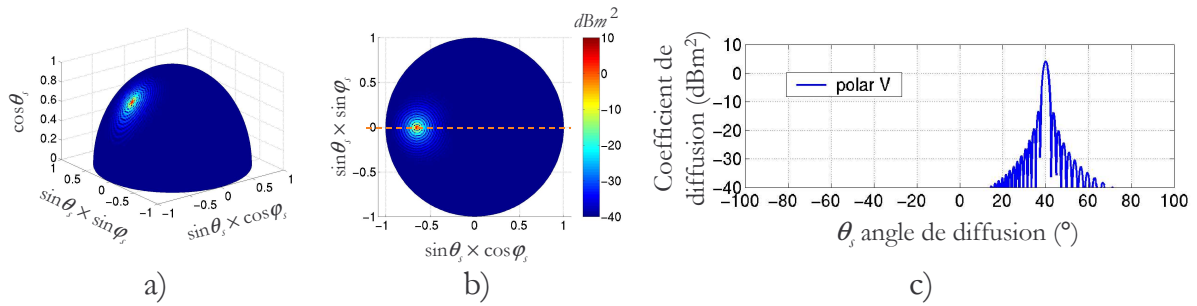 1
0.8
0.6
0.4
0.2
0
1
0.5
0
−0.5
−1
−1
−0.5
0
0.5
1
cosθs
sinθs × sinφs
sinθs × cosφs
a)
dBm²
1
0.5
0
−0.5
−1
−1
−0.5
0
0.5
1
sinθs × sinφs
sinθs × cosφs
10
0
−10
−20
−30
−40
b)
Coefficient de
diffusion (dBm²)
10
0
−10
−20
−30
−40
polar V
−100 −80 −60 −40 −20 0 20 40 60 80 100
θs angle de diffusion (°)
c)